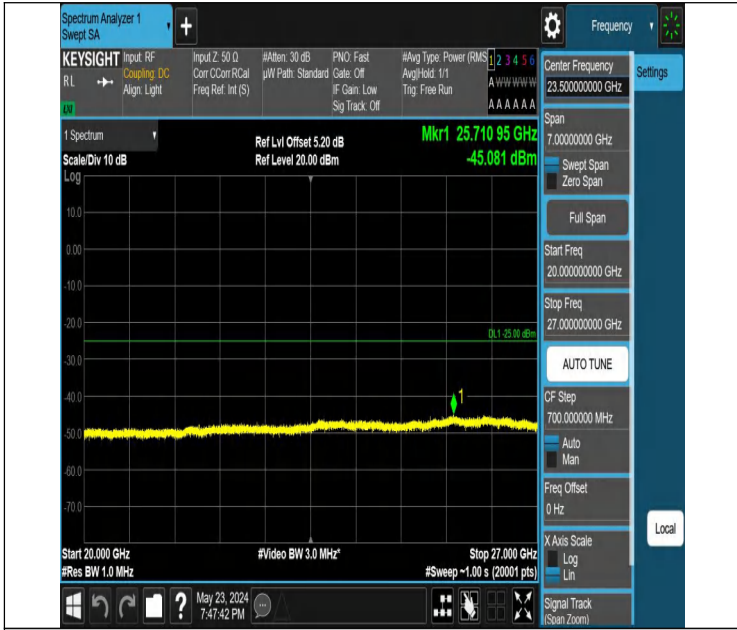 Spectrum Analyzer 1
Swept SA
Frequency
KEYSIGHT
RL
LXI
Input: RF
Coupling: DC
Align: Light
Input Z: 50 Ω
Corr CCorr RCal
Freq Ref: Int (S)
#Atten: 30 dB
µW Path: Standard
PNO: Fast
Gate: Off
IF Gain: Low
Sig Track: Off
#Avg Type: Power (RMS
Avg|Hold: 1/1
Trig: Free Run
1 2 3 4 5 6
A W W W W W
A A A A A A
1 Spectrum
Scale/Div 10 dB
Ref Lvl Offset 5.20 dB
Ref Level 20.00 dBm
Mkr1 25.710 95 GHz
-45.081 dBm
Log
10.0
0.00
-10.0
-20.0
-30.0
-40.0
-50.0
-60.0
-70.0
DL1 -25.00 dBm
1
Start 20.000 GHz
#Res BW 1.0 MHz
#Video BW 3.0 MHz*
Stop 27.000 GHz
#Sweep ~1.00 s (20001 pts)
May 23, 2024
7:47:42 PM
Center Frequency
23.500000000 GHz
Settings
Span
7.00000000 GHz
Swept Span
Zero Span
Full Span
Start Freq
20.000000000 GHz
Stop Freq
27.000000000 GHz
AUTO TUNE
CF Step
700.000000 MHz
Auto
Man
Freq Offset
0 Hz
X Axis Scale
Log
Lin
Local
Signal Track
(Span Zoom)